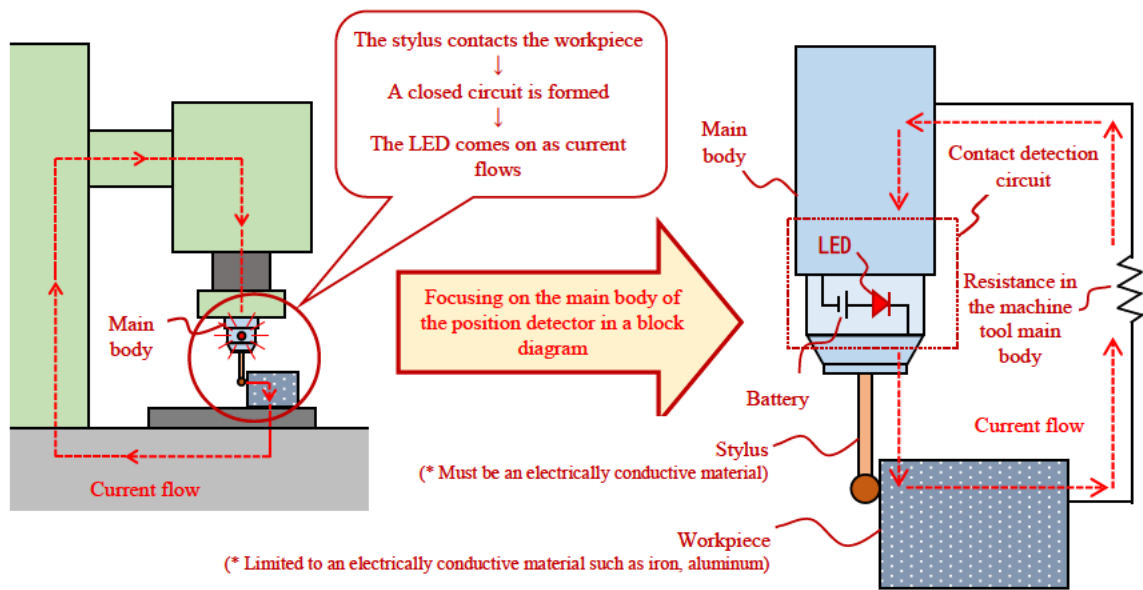 The stylus contacts the workpiece
↓
A closed circuit is formed
↓
The LED comes on as current
flows
Main
body
Current flow
Focusing on the main body of
the position detector in a block
diagram
Main
body
Contact detection
circuit
LED
Resistance in
the machine
tool main
body
Battery
Current flow
Stylus
(* Must be an electrically conductive material)
Workpiece
(* Limited to an electrically conductive material such as iron, aluminum)